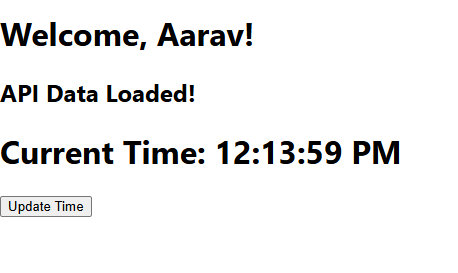 Welcome, Aarav!
API Data Loaded!
Current Time: 12:13:59 PM
Update Time